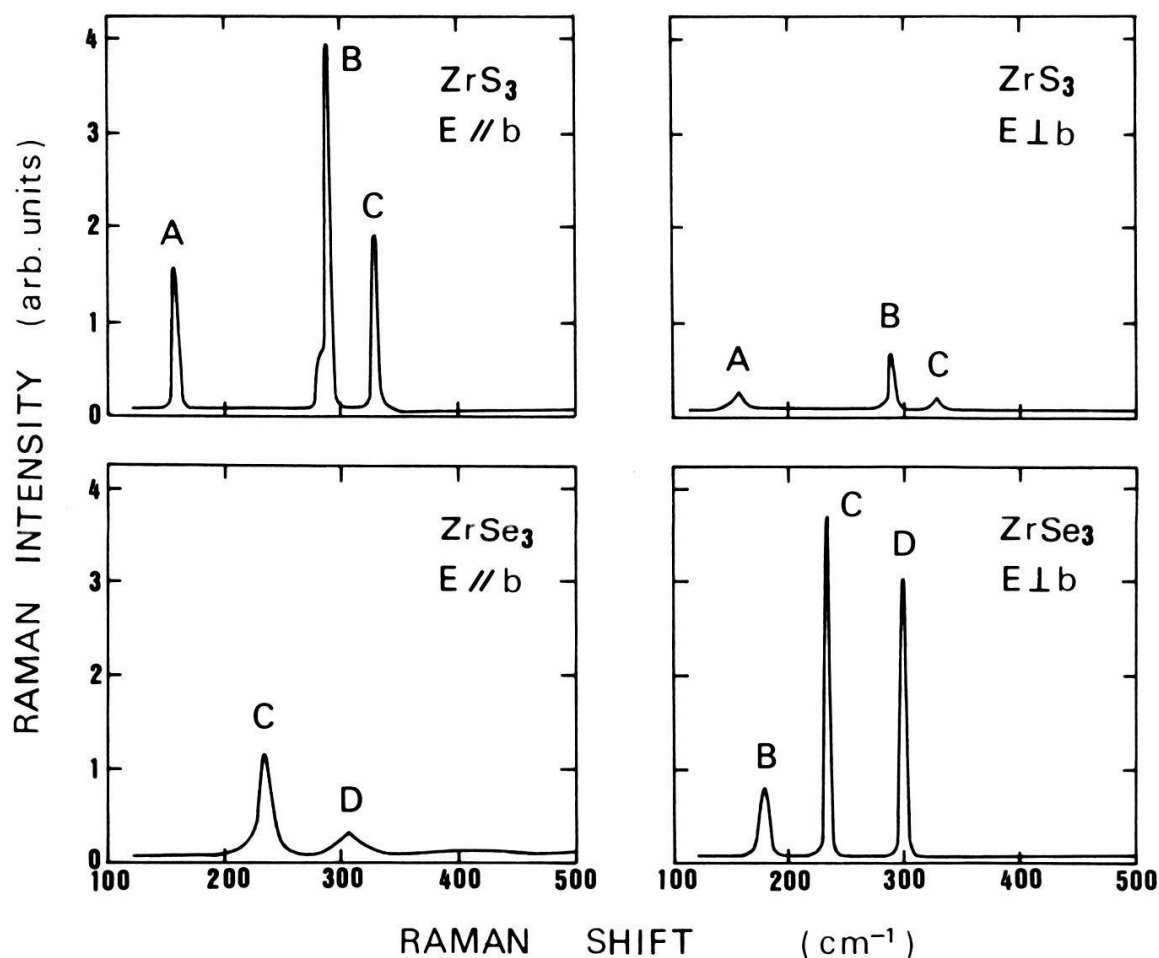 RAMAN INTENSITY (arb. units)
4
3
2
1
0
A
B
C
ZrS₃
E // b
A
B
C
ZrS₃
E ⊥ b
4
3
2
1
0
C
D
ZrSe₃
E // b
100 200 300 400 500
B
C
D
ZrSe₃
E ⊥ b
100 200 300 400 500
RAMAN SHIFT (cm⁻¹)